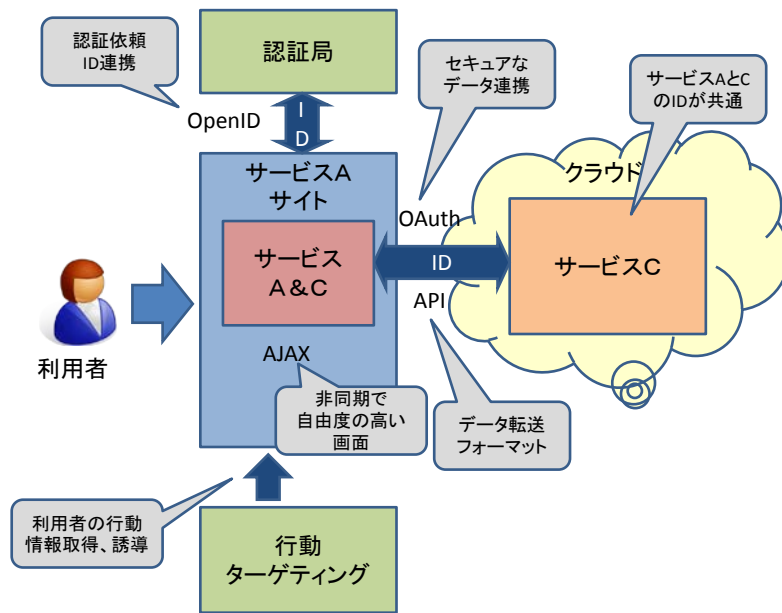 認証依頼
ID連携
認証局
セキュアな
データ連携
サービスAとC
のIDが共通
OpenID
I
D
サービスA
サイト
クラウド
OAuth
サービス
A&C
ID
サービスC
API
利用者
AJAX
非同期で
自由度の高い
画面
データ転送
フォーマット
利用者の行動
情報取得、誘導
行動
ターゲティング